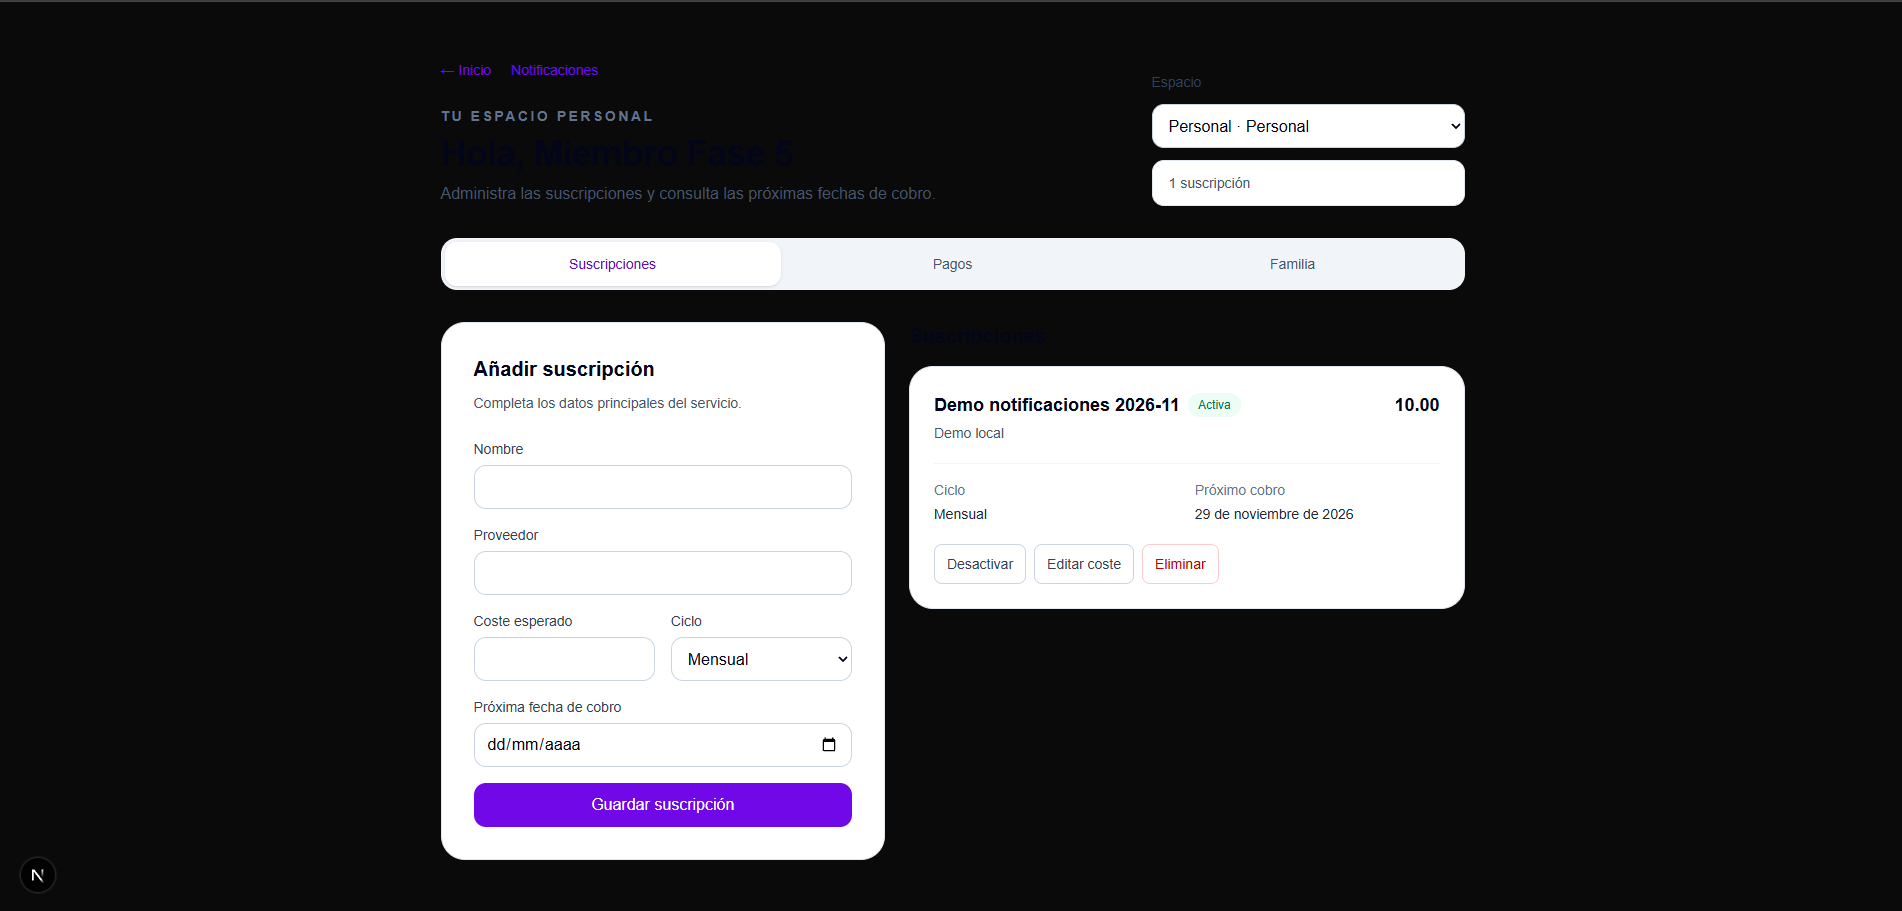 ← Inicio
Notificaciones
TU ESPACIO PERSONAL
Hola, Miembro Fase 5
Administra las suscripciones y consulta las próximas fechas de cobro.
Espacio
Personal · Personal
1 suscripción
Suscripciones
Pagos
Familia
Añadir suscripción
Completa los datos principales del servicio.
Nombre
Proveedor
Coste esperado
Ciclo
Mensual
Próxima fecha de cobro
dd/mm/aaaa
Guardar suscripción
Suscripciones
Demo notificaciones 2026-11
Activa
10.00
Demo local
Ciclo
Próximo cobro
Mensual
29 de noviembre de 2026
Desactivar
Editar coste
Eliminar
N